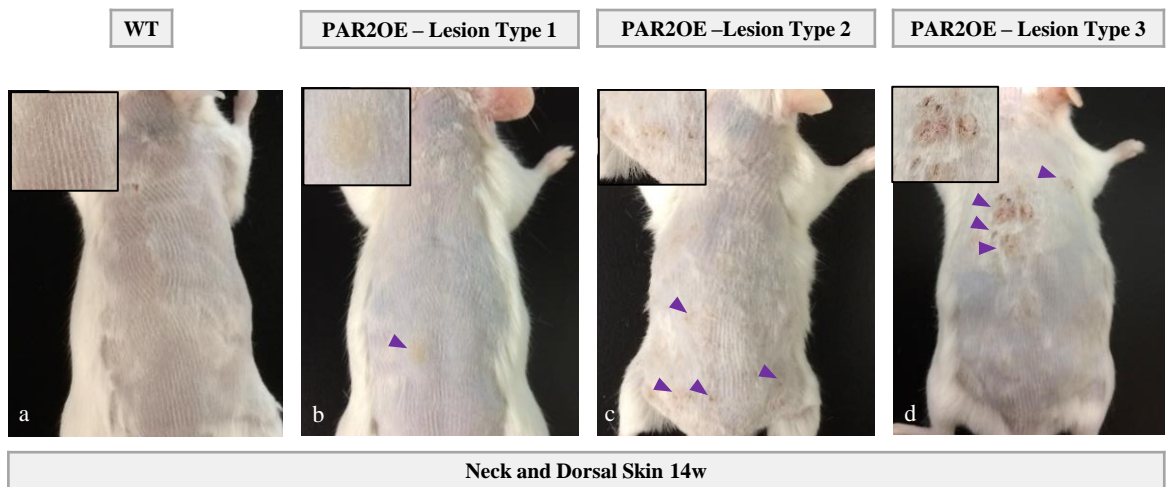 WT
PAR2OE – Lesion Type 1
PAR2OE –Lesion Type 2
PAR2OE – Lesion Type 3
a
b
c
d
Neck and Dorsal Skin 14w